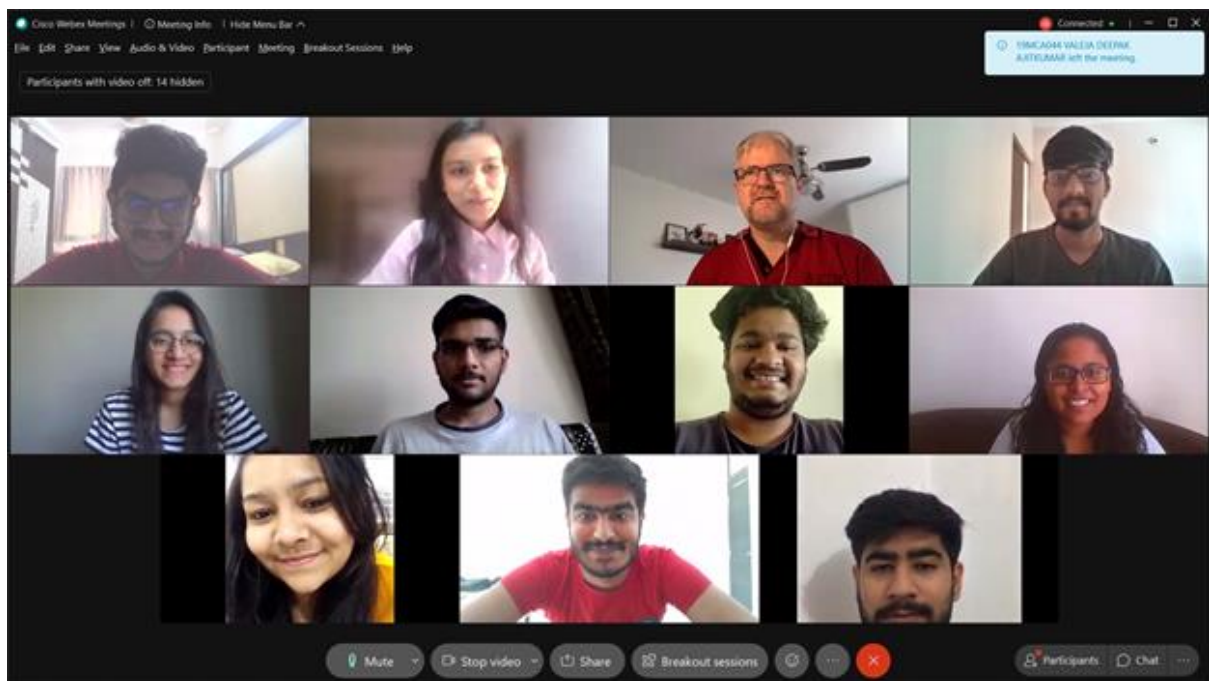 Cisco Webex Meetings
Meeting Info
Hide Menu Bar
Connected
File Edit Share View Audio & Video Participant Meeting Breakout Sessions Help
19MCA044 VALEJA DEEPAK
AJITKUMAR left the meeting.
Participants with video off: 14 hidden
Mute
Stop video
Share
Breakout sessions
Participants
Chat